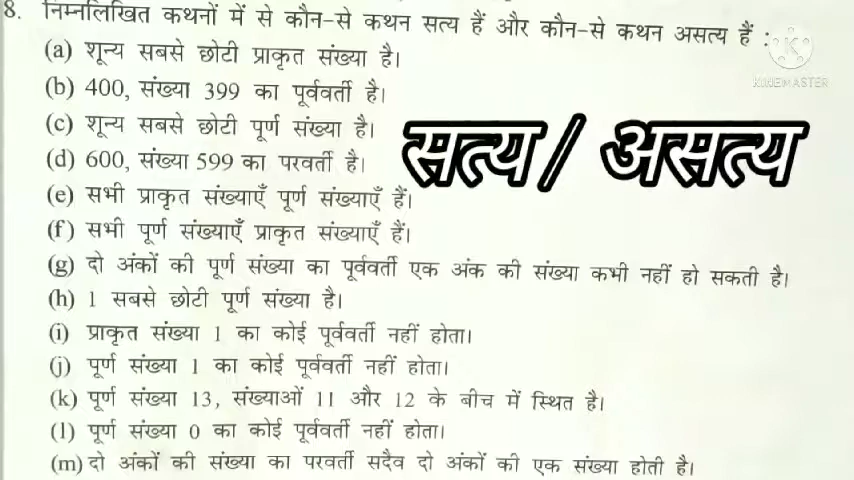 8. निम्नलिखित कथनों में से कौन-से कथन सत्य हैं और कौन-से कथन असत्य हैं :
(a) शून्य सबसे छोटी प्राकृत संख्या है।
KINEMASTER
(b) 400, संख्या 399 का पूर्ववर्ती है।
(c) शून्य सबसे छोटी पूर्ण संख्या है।
सत्य / असत्य
(d) 600, संख्या 599 का परवर्ती है।
(e) सभी प्राकृत संख्याएँ पूर्ण संख्याएँ हैं।
(f) सभी पूर्ण संख्याएँ प्राकृत संख्याएँ हैं।
(g) दो अंकों की पूर्ण संख्या का पूर्ववर्ती एक अंक की संख्या कभी नहीं हो सकती है।
(h) 1 सबसे छोटी पूर्ण संख्या है।
(i) प्राकृत संख्या 1 का कोई पूर्ववर्ती नहीं होता।
(j) पूर्ण संख्या 1 का कोई पूर्ववर्ती नहीं होता।
(k) पूर्ण संख्या 13, संख्याओं 11 और 12 के बीच में स्थित है।
(l) पूर्ण संख्या 0 का कोई पूर्ववर्ती नहीं होता।
(m) दो अंकों की संख्या का परवर्ती सदैव दो अंकों की एक संख्या होती है।